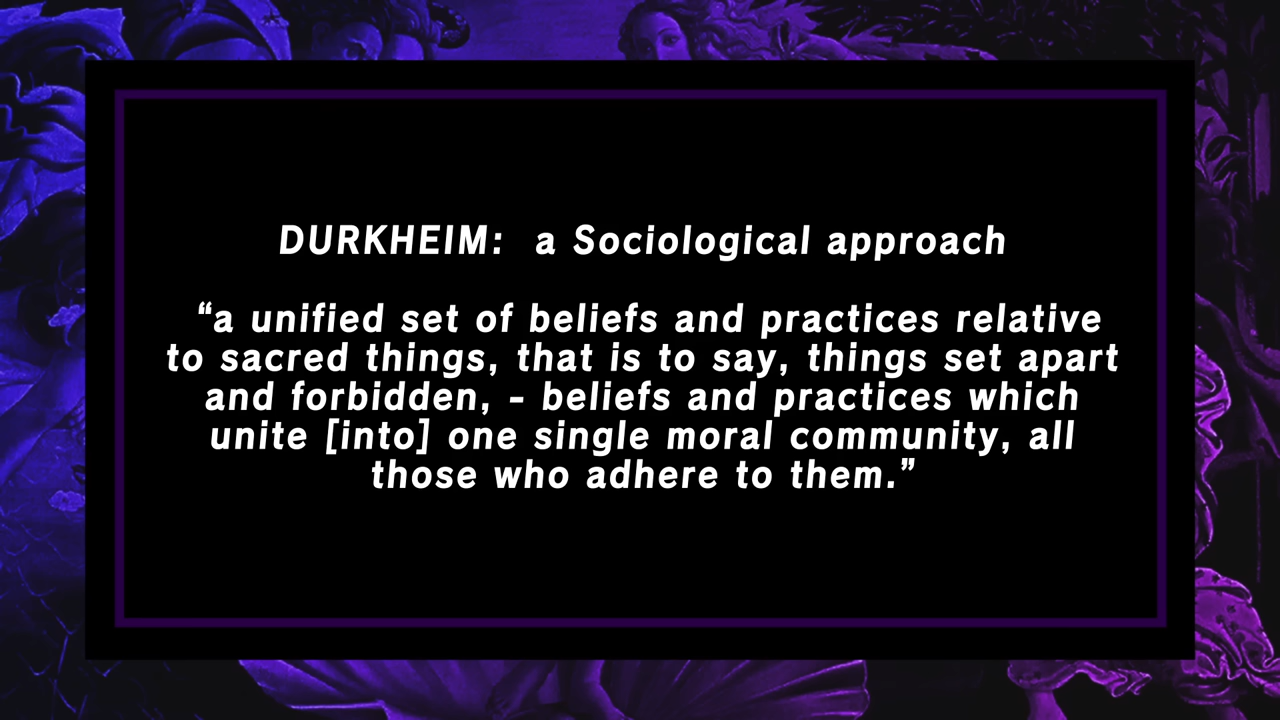 DURKHEIM:  a Sociological approach
“a unified set of beliefs and practices relative
to sacred things, that is to say, things set apart
and forbidden, - beliefs and practices which
unite [into] one single moral community, all
those who adhere to them.”